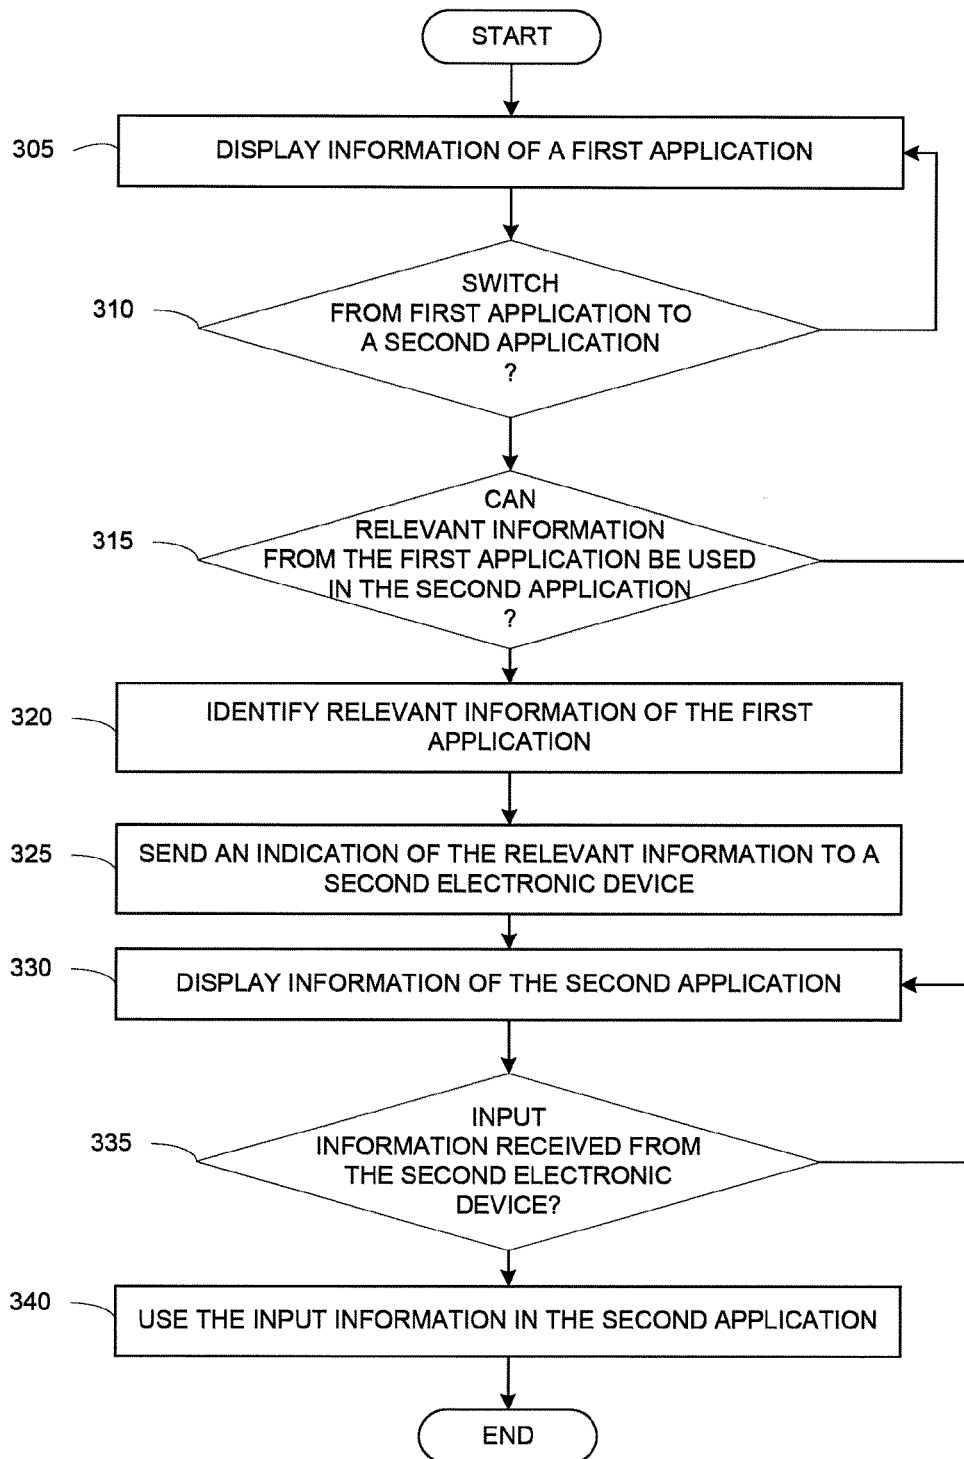 START
305
DISPLAY INFORMATION OF A FIRST APPLICATION
310
SWITCH
FROM FIRST APPLICATION TO
A SECOND APPLICATION
?
315
CAN
RELEVANT INFORMATION
FROM THE FIRST APPLICATION BE USED
IN THE SECOND APPLICATION
?
320
IDENTIFY RELEVANT INFORMATION OF THE FIRST
APPLICATION
325
SEND AN INDICATION OF THE RELEVANT INFORMATION TO A
SECOND ELECTRONIC DEVICE
330
DISPLAY INFORMATION OF THE SECOND APPLICATION
335
INPUT
INFORMATION RECEIVED FROM
THE SECOND ELECTRONIC
DEVICE?
340
USE THE INPUT INFORMATION IN THE SECOND APPLICATION
END